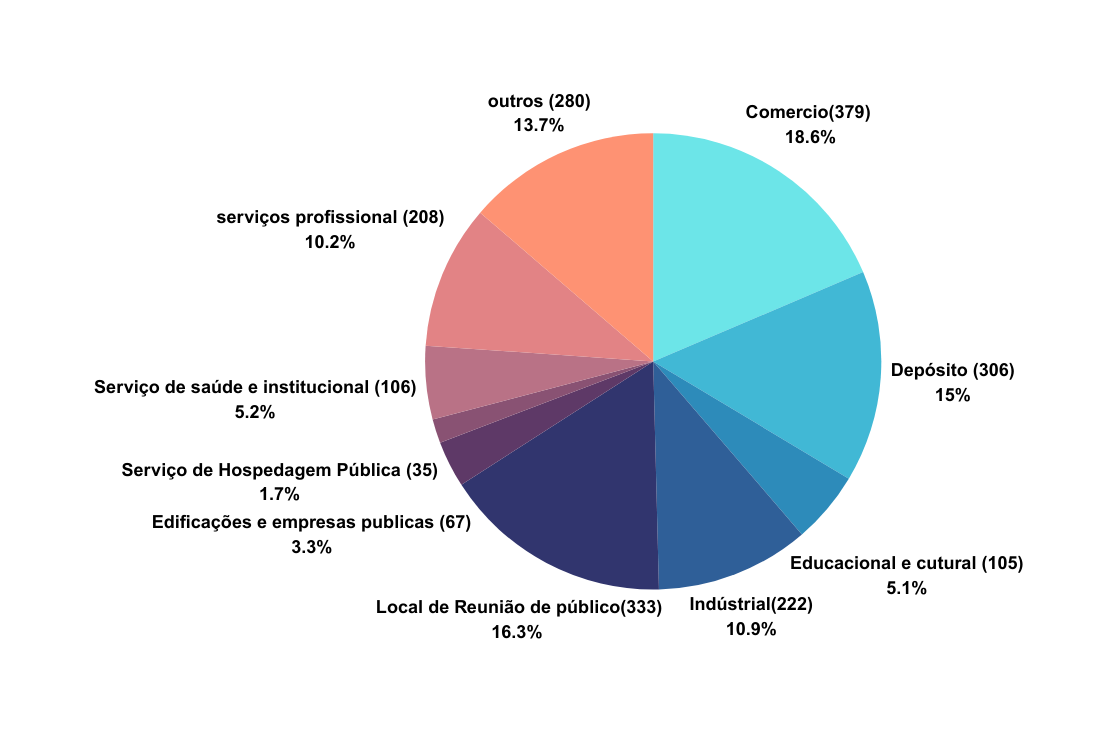 outros (280)
13.7%
Comercio(379)
18.6%
serviços profissional (208)
10.2%
Depósito (306)
15%
Serviço de saúde e institucional (106)
5.2%
Serviço de Hospedagem Pública (35)
1.7%
Edificações e empresas publicas (67)
3.3%
Educacional e cutural (105)
5.1%
Local de Reunião de público(333)
16.3%
Indústrial(222)
10.9%